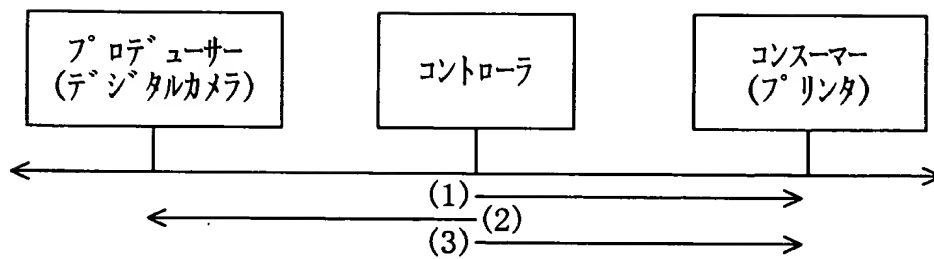 プロデューサー
(デジタルカメラ)
コントローラ
コンスーマー
(プリンタ)
(1)
(2)
(3)